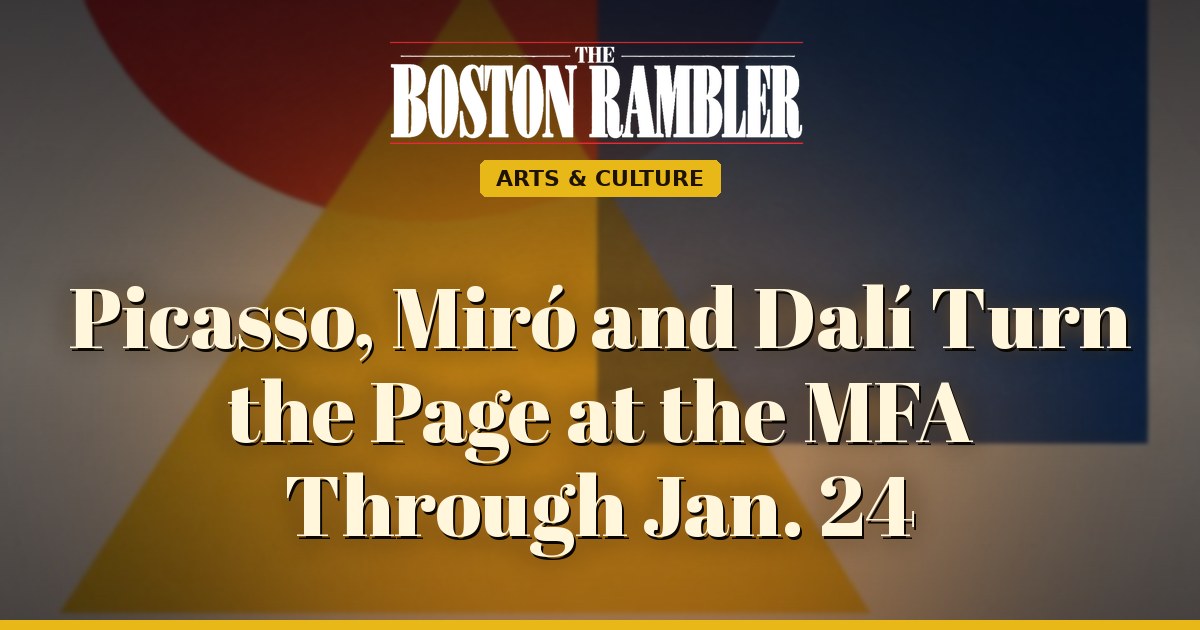 THE
BOSTON RAMBLER
ARTS & CULTURE
Picasso, Miró and Dalí Turn
the Page at the MFA
Through Jan. 24